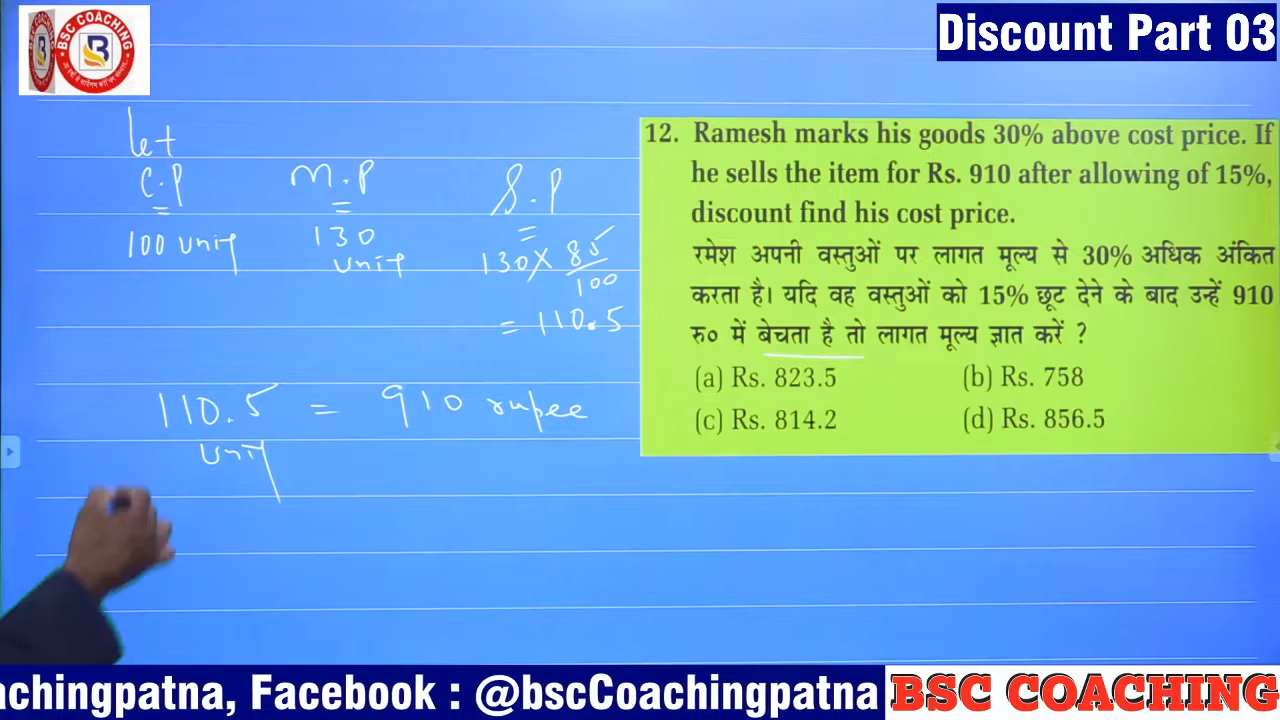 BSC COACHING
Discount Part 03
let
C.P M.P S.P
100 unit 130 unit 130 × 85/100
= 110.5
110.5 unit = 910 rupee
12. Ramesh marks his goods 30% above cost price. If
he sells the item for Rs. 910 after allowing of 15%,
discount find his cost price.
रमेश अपनी वस्तुओं पर लागत मूल्य से 30% अधिक अंकित
करता है। यदि वह वस्तुओं को 15% छूट देने के बाद उन्हें 910
रु० में बेचता है तो लागत मूल्य ज्ञात करें ?
(a) Rs. 823.5 (b) Rs. 758
(c) Rs. 814.2 (d) Rs. 856.5
achingpatna, Facebook : @bscCoachingpatna
BSC COACHING